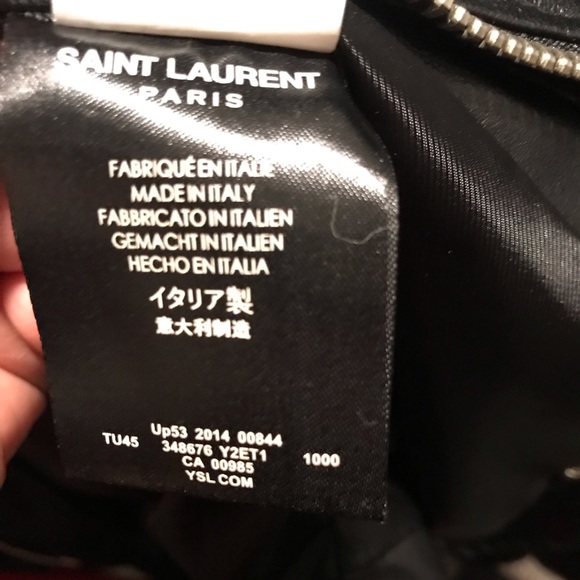 SAINT LAURENT
PARIS
FABRIQUÉ EN ITALIE
MADE IN ITALY
FABBRICATO IN ITALIEN
GEMACHT IN ITALIEN
HECHO EN ITALIA
イタリア製
意大利制造
Up53 2014 00844
TU45 348676 Y2ET1 1000
CA 00985
YSL.COM